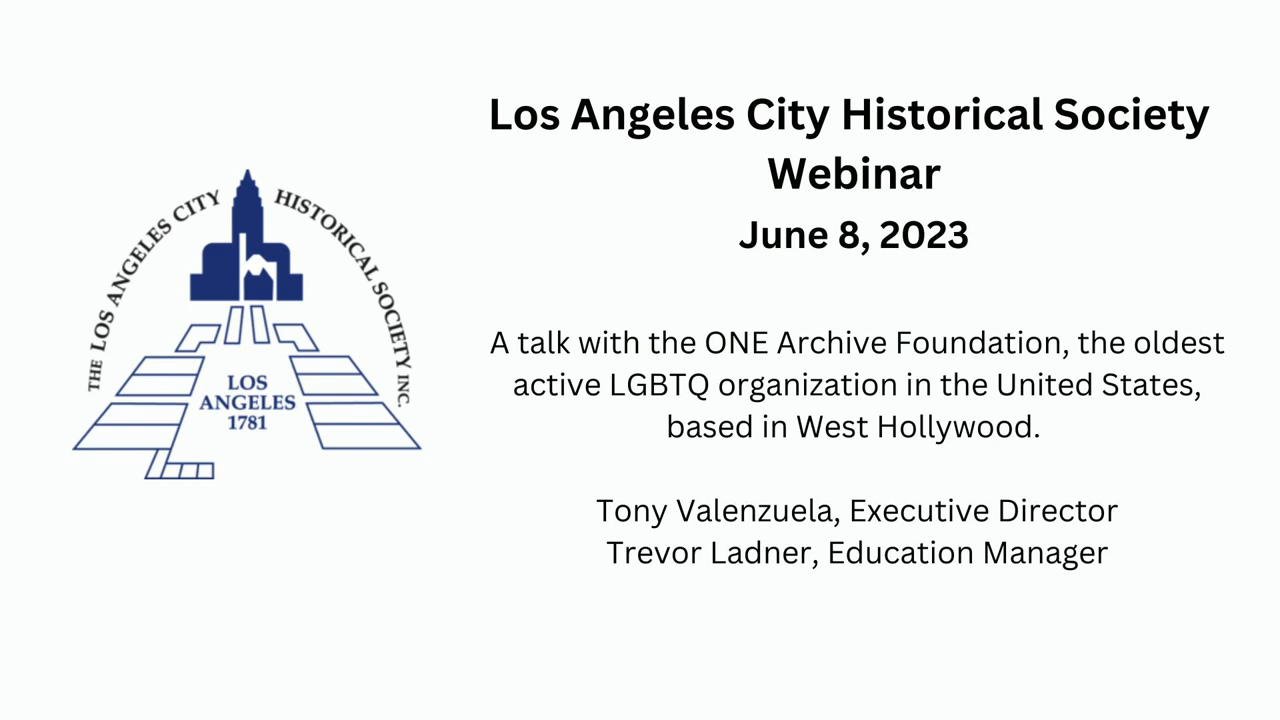 THE LOS ANGELES CITY HISTORICAL SOCIETY INC.
LOS
ANGELES
1781
Los Angeles City Historical Society
Webinar
June 8, 2023
A talk with the ONE Archive Foundation, the oldest
active LGBTQ organization in the United States,
based in West Hollywood.
Tony Valenzuela, Executive Director
Trevor Ladner, Education Manager